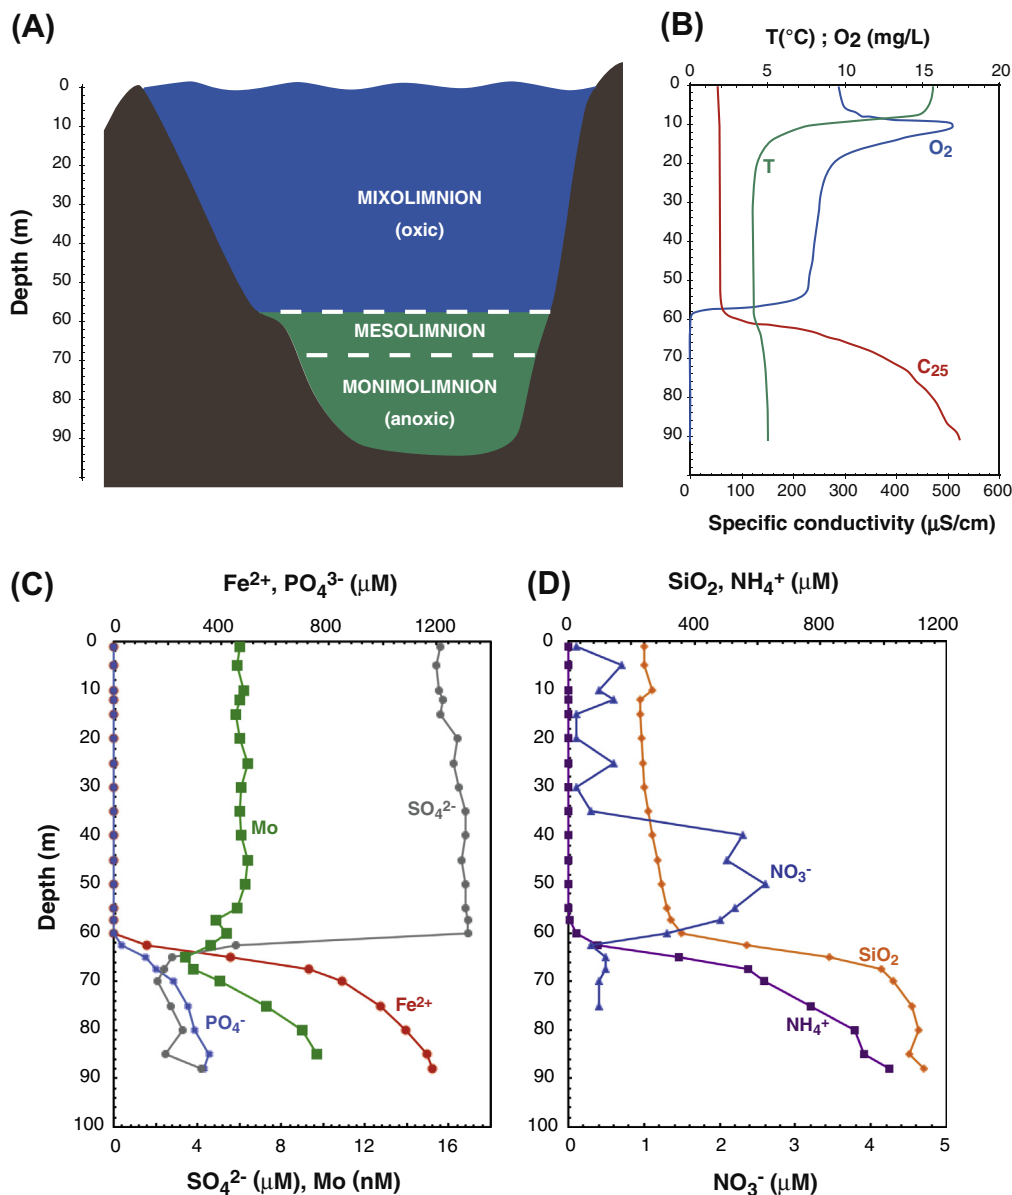 (A)
0
10
20
30
40
50
60
70
80
90
Depth (m)
MIXOLIMNION
(oxic)
MESOLIMNION
MONIMOLIMNION
(anoxic)
(B)
T(°C) ; O2 (mg/L)
0 5 10 15 20
0
10
20
30
40
50
60
70
80
90
O2
T
C25
0 100 200 300 400 500 600
Specific conductivity (µS/cm)
(C)
Fe2+, PO43- (µM)
0 400 800 1200
0
10
20
30
40
50
60
70
80
90
100
Depth (m)
SO42-
Mo
Fe2+
PO4-
0 4 8 12 16
SO42- (µM), Mo (nM)
(D)
SiO2, NH4+ (µM)
0 400 800 1200
0
10
20
30
40
50
60
70
80
90
100
NO3-
SiO2
NH4+
0 1 2 3 4 5
NO3- (µM)